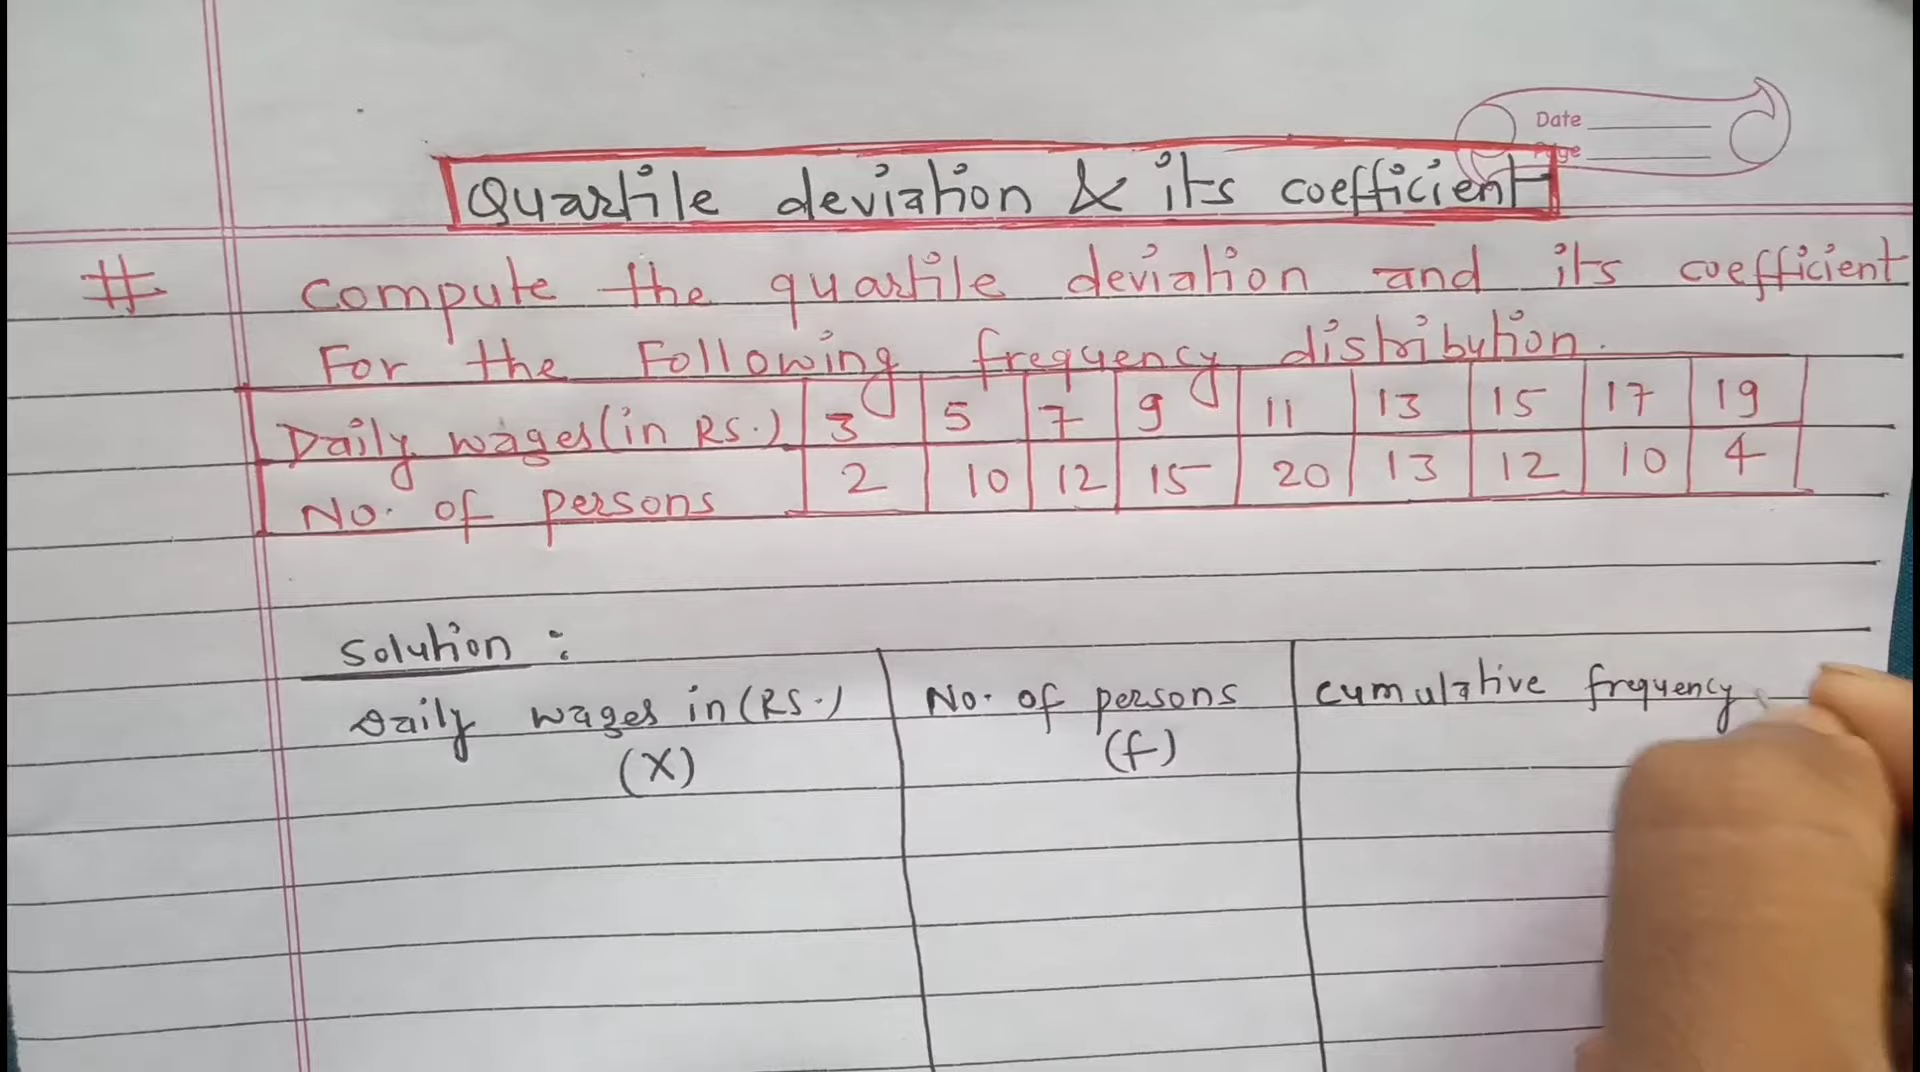 Date
Page
Quartile deviation & its coefficient
# compute the quartile deviation and its coefficient
For the Following frequency distribution.
Daily wages (in RS.) 3 5 7 9 11 13 15 17 19
No. of persons 2 10 12 15 20 13 12 10 4
Solution :
Daily wages in (RS.) No. of persons cumulative frequency
(X) (f)